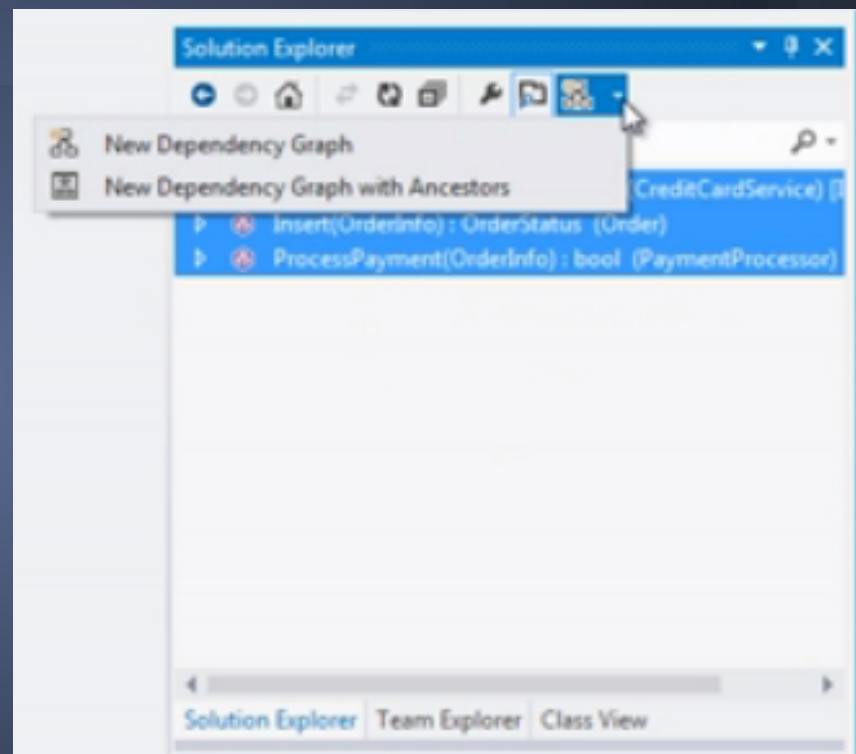 Solution Explorer
New Dependency Graph
New Dependency Graph with Ancestors
(CreditCardService)
Insert(OrderInfo) : OrderStatus (Order)
ProcessPayment(OrderInfo) : bool (PaymentProcessor)
Solution Explorer Team Explorer Class View